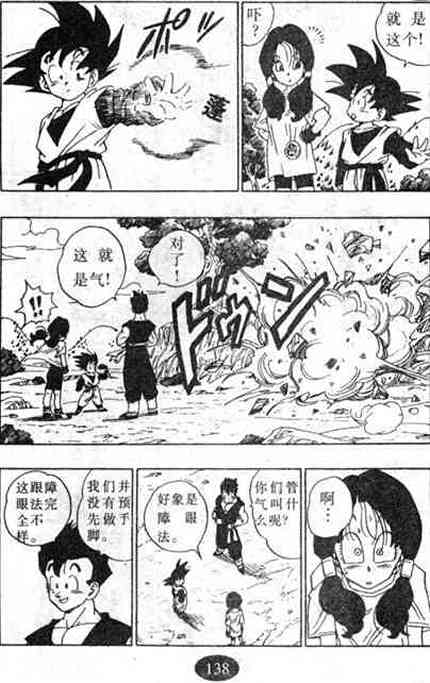 就是
这个!
吓?
ポッ
蓬
对了!
这就
是气!
!!
ドゥン
啊…
你们管什
么叫气呢?
好象是
障眼
法。
我们并
没有预
先做手
脚。
这跟障
眼法完
全不
样。
138